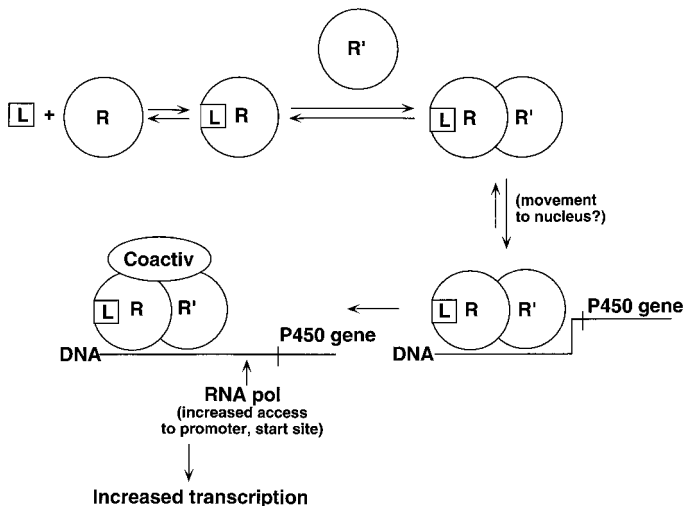 R'
L + R
L R
L R R'
(movement
to nucleus?)
Coactiv
L R R'
DNA
P450 gene
L R R'
DNA
P450 gene
RNA pol
(increased access
to promoter, start site)
Increased transcription